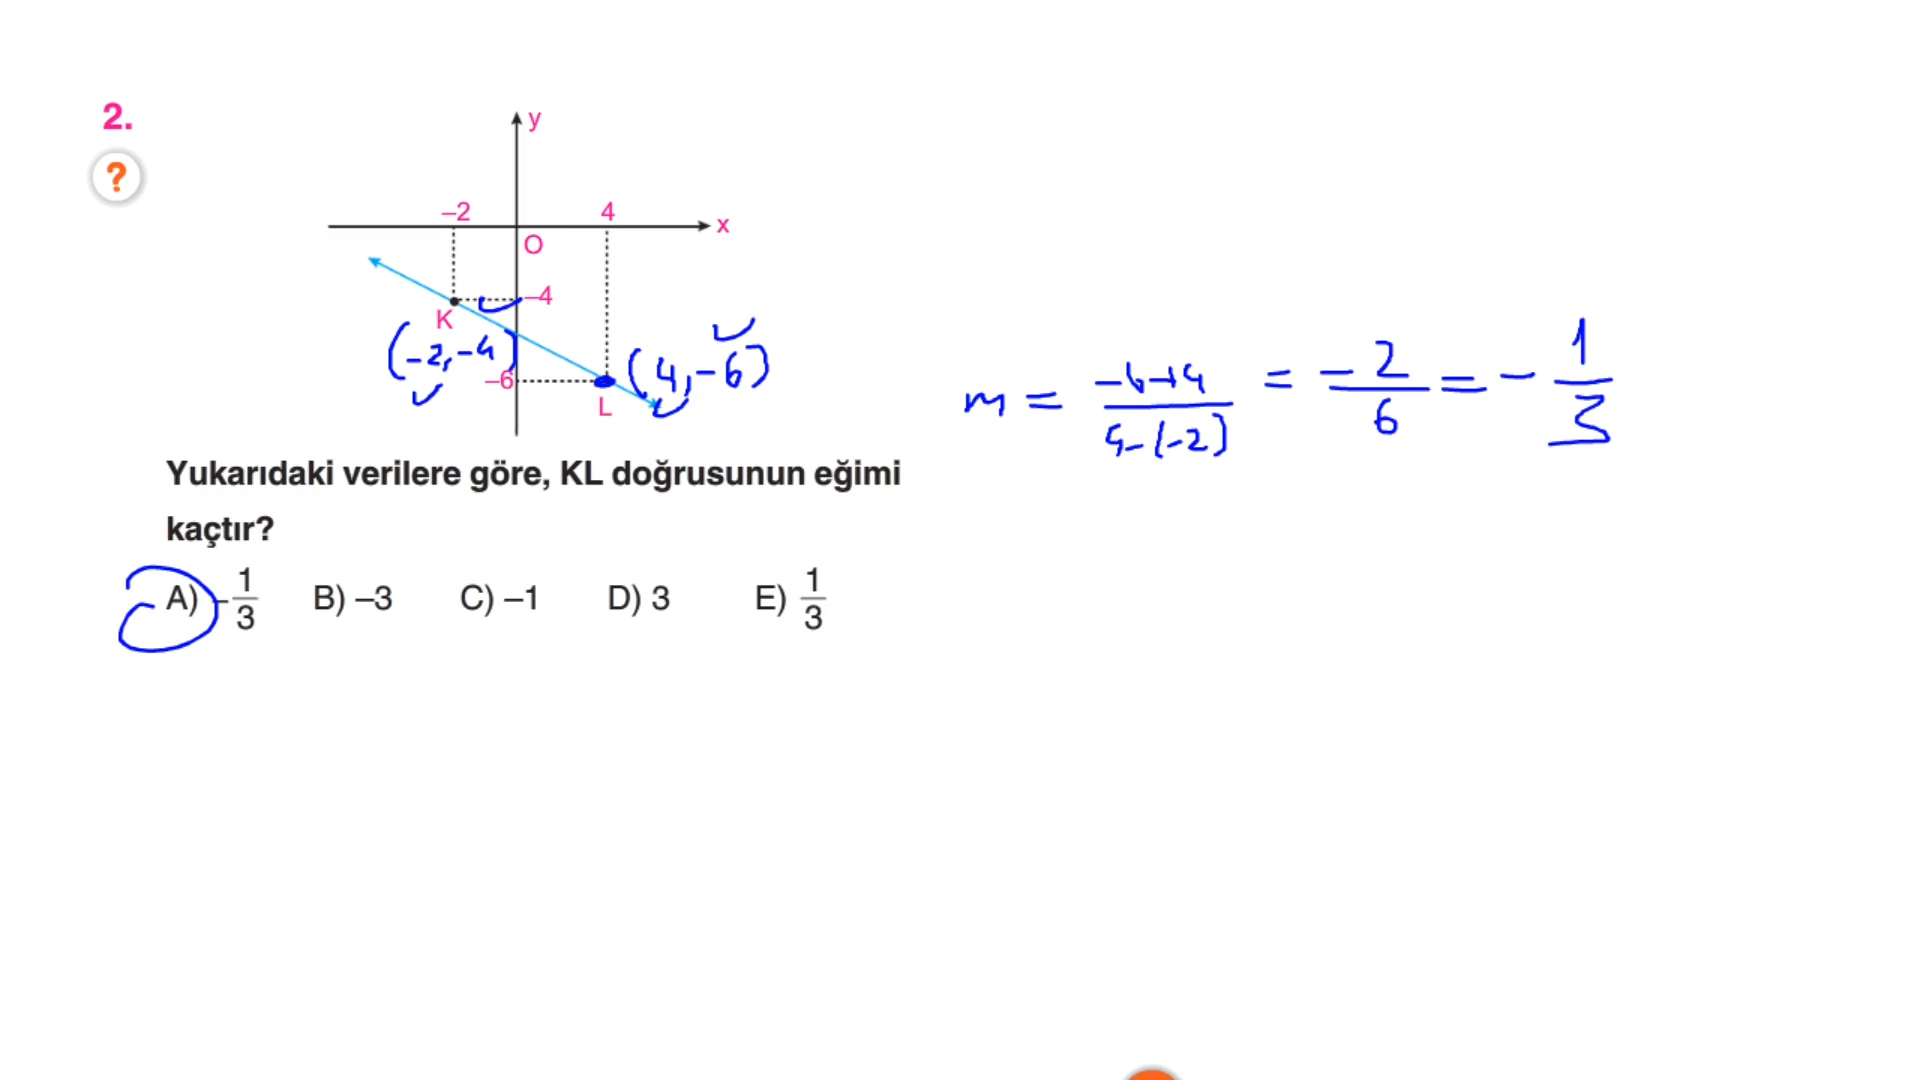 2.
?
y
–2
4
x
O
–4
K
(-2,-4)
(4,-6)
–6
L
m = -6+4 / 4-(-2) = -2/6 = -1/3
Yukarıdaki verilere göre, KL doğrusunun eğimi
kaçtır?
A) –1/3 B) –3 C) –1 D) 3 E) 1/3